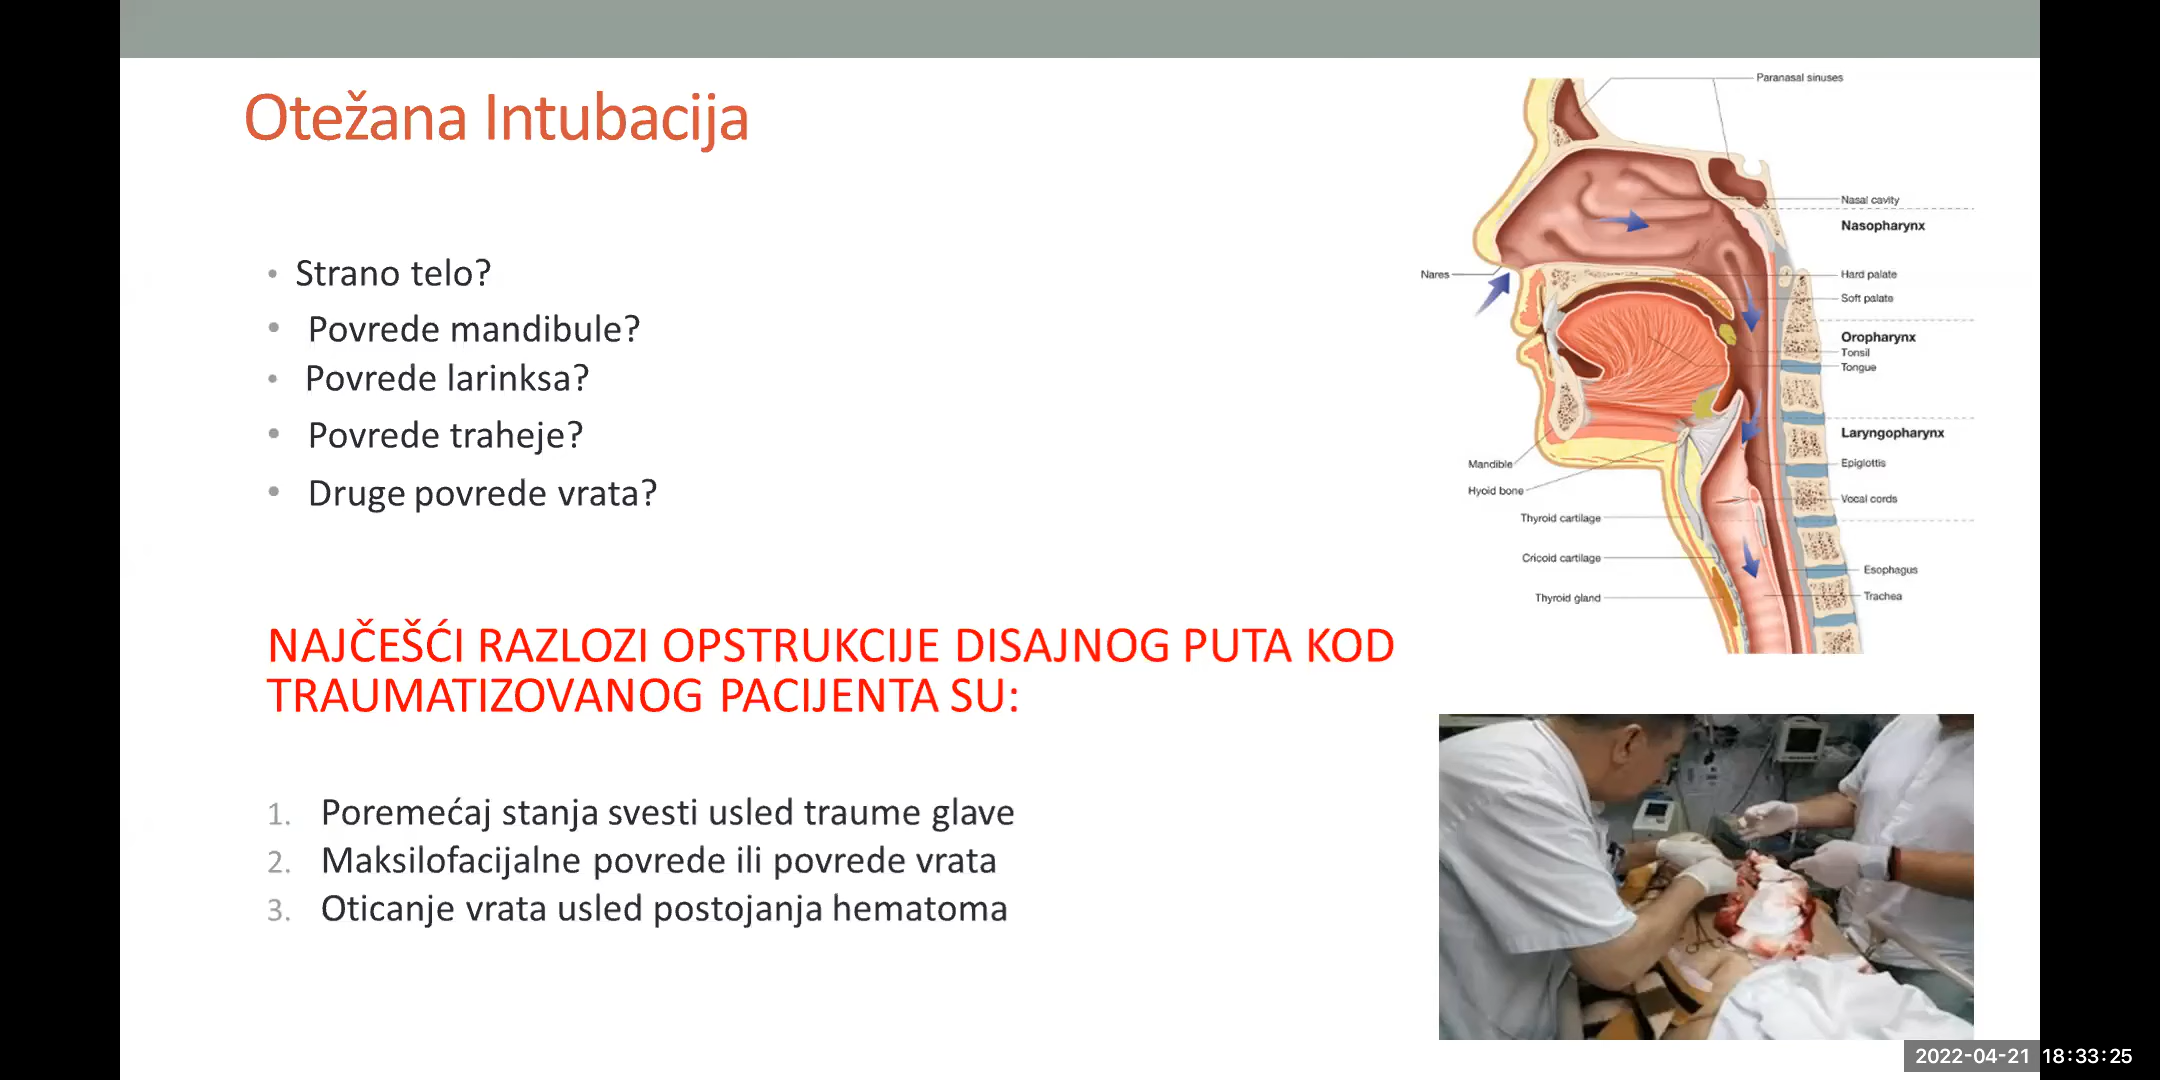 Otežana Intubacija
• Strano telo?
• Povrede mandibule?
• Povrede larinksa?
• Povrede traheje?
• Druge povrede vrata?
NAJČEŠĆI RAZLOZI OPSTRUKCIJE DISAJNOG PUTA KOD
TRAUMATIZOVANOG PACIJENTA SU:
1. Poremećaj stanja svesti usled traume glave
2. Maksilofacijalne povrede ili povrede vrata
3. Oticanje vrata usled postojanja hematoma
Paranasal sinuses
Nasal cavity
Nasopharynx
Nares
Hard palate
Soft palate
Oropharynx
Tonsil
Tongue
Laryngopharynx
Mandible
Epiglottis
Hyoid bone
Vocal cords
Thyroid cartilage
Cricoid cartilage
Esophagus
Thyroid gland
Trachea
2022-04-21 18:33:25